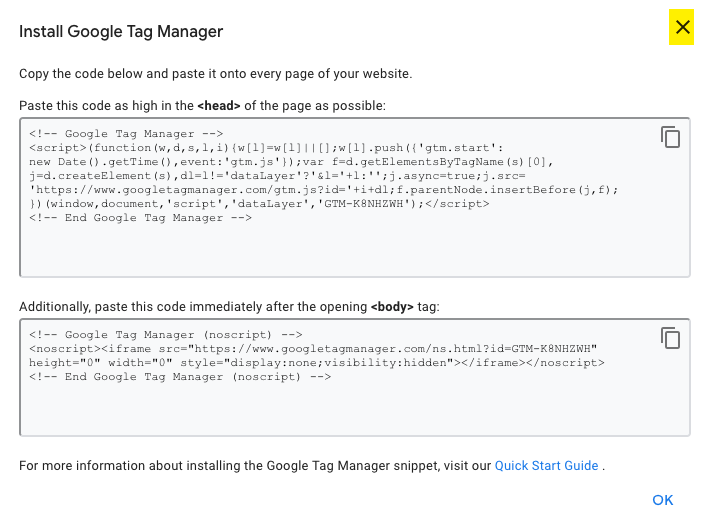 Install Google Tag Manager
Copy the code below and paste it onto every page of your website.
Paste this code as high in the <head> of the page as possible:
<!-- Google Tag Manager -->
<script>(function(w,d,s,l,i){w[l]=w[l]||[];w[l].push({'gtm.start':
new Date().getTime(),event:'gtm.js'});var f=d.getElementsByTagName(s)[0],
j=d.createElement(s),dl=l!='dataLayer'?'&l='+l:'';j.async=true;j.src=
'https://www.googletagmanager.com/gtm.js?id='+i+dl;f.parentNode.insertBefore(j,f);
})(window,document,'script','dataLayer','GTM-K8NHZWH');</script>
<!-- End Google Tag Manager -->
Additionally, paste this code immediately after the opening <body> tag:
<!-- Google Tag Manager (noscript) -->
<noscript><iframe src="https://www.googletagmanager.com/ns.html?id=GTM-K8NHZWH"
height="0" width="0" style="display:none;visibility:hidden"></iframe></noscript>
<!-- End Google Tag Manager (noscript) -->
For more information about installing the Google Tag Manager snippet, visit our Quick Start Guide .
OK